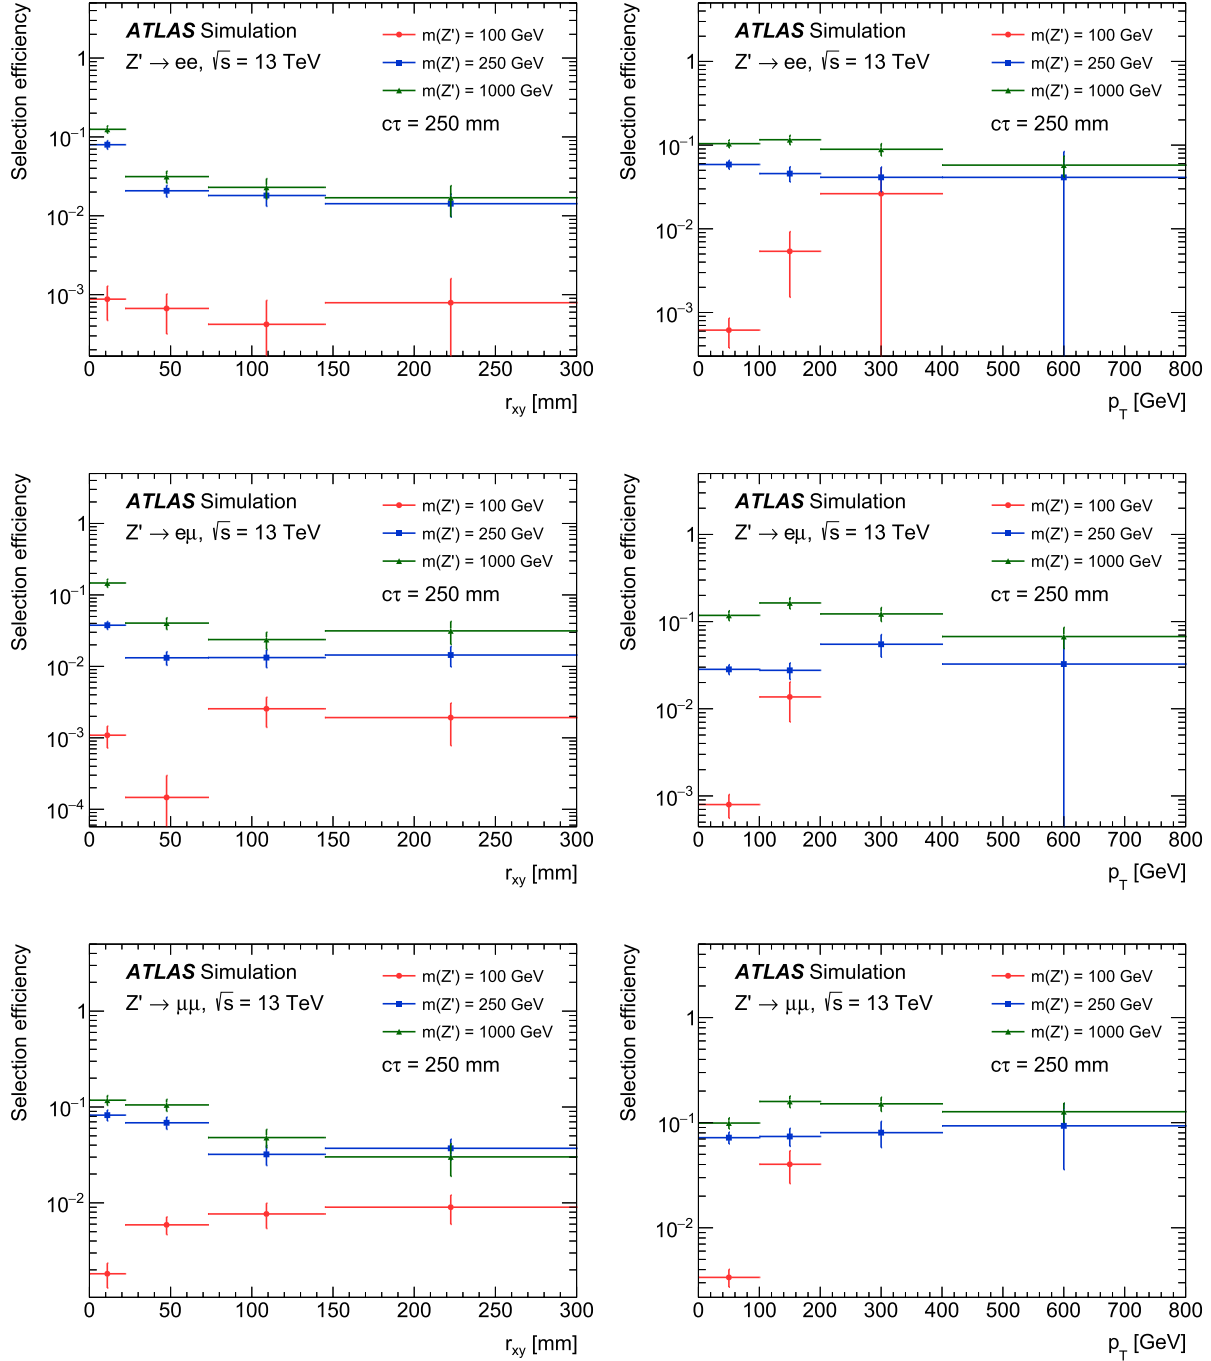 Selection efficiency
ATLAS Simulation
Z' → ee, √s = 13 TeV
m(Z') = 100 GeV
m(Z') = 250 GeV
m(Z') = 1000 GeV
cτ = 250 mm
1
10⁻¹
10⁻²
10⁻³
0 50 100 150 200 250 300
r_xy [mm]
Selection efficiency
ATLAS Simulation
Z' → ee, √s = 13 TeV
m(Z') = 100 GeV
m(Z') = 250 GeV
m(Z') = 1000 GeV
cτ = 250 mm
1
10⁻¹
10⁻²
10⁻³
0 100 200 300 400 500 600 700 800
p_T [GeV]
Selection efficiency
ATLAS Simulation
Z' → eμ, √s = 13 TeV
m(Z') = 100 GeV
m(Z') = 250 GeV
m(Z') = 1000 GeV
cτ = 250 mm
1
10⁻¹
10⁻²
10⁻³
10⁻⁴
0 50 100 150 200 250 300
r_xy [mm]
Selection efficiency
ATLAS Simulation
Z' → eμ, √s = 13 TeV
m(Z') = 100 GeV
m(Z') = 250 GeV
m(Z') = 1000 GeV
cτ = 250 mm
1
10⁻¹
10⁻²
10⁻³
0 100 200 300 400 500 600 700 800
p_T [GeV]
Selection efficiency
ATLAS Simulation
Z' → μμ, √s = 13 TeV
m(Z') = 100 GeV
m(Z') = 250 GeV
m(Z') = 1000 GeV
cτ = 250 mm
1
10⁻¹
10⁻²
0 50 100 150 200 250 300
r_xy [mm]
Selection efficiency
ATLAS Simulation
Z' → μμ, √s = 13 TeV
m(Z') = 100 GeV
m(Z') = 250 GeV
m(Z') = 1000 GeV
cτ = 250 mm
1
10⁻¹
10⁻²
0 100 200 300 400 500 600 700 800
p_T [GeV]